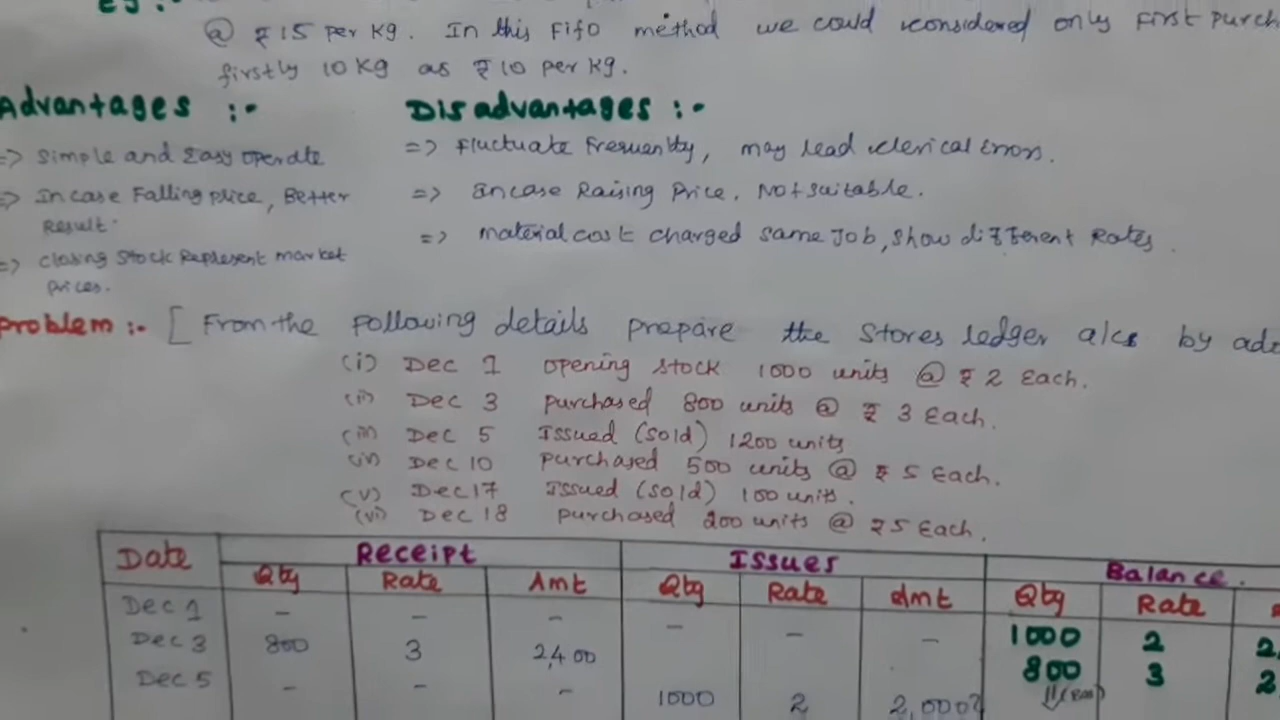 Eg :-
@ ₹15 per Kg. In this Fifo method we could considered only First purch
firstly 10 Kg as ₹10 per Kg.
Advantages :-
=> Simple and Easy operate
=> Incase Falling price, Better
Result.
=> Closing Stock Represent market
prices.
Disadvantages :-
=> Fluctuate Frequently, may lead clerical Errors.
=> Incase Raising Price. Not suitable.
=> material cost charged same Job, show different Rates.
Problem :- [ From the Following details prepare the Stores ledger a/cs by ado
(i) Dec 1 opening stock 1000 units @ ₹ 2 Each.
(ii) Dec 3 purchased 800 units @ ₹ 3 Each.
(iii) Dec 5 Issued (sold) 1200 units
(iv) Dec 10 purchased 500 units @ ₹ 5 Each.
(v) Dec 17 Issued (sold) 100 units.
(vi) Dec 18 purchased 200 units @ ₹5 Each.
Date Receipt Issues Balance.
Qty Rate Amt Qty Rate Amt Qty Rate
Dec 1 - - - - - - 1000 2 2,
Dec 3 800 3 2,400 800 3 2
Dec 5 - - - 1000 2 2,000